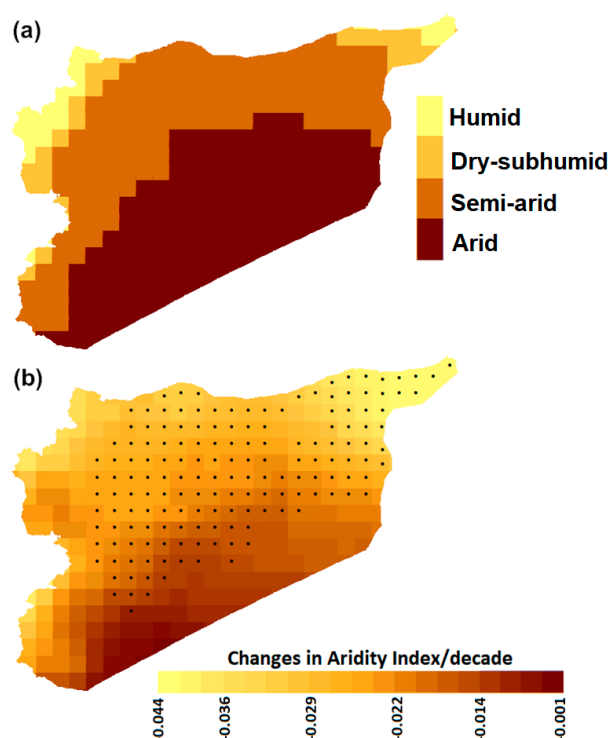 (a)
Humid
Dry-subhumid
Semi-arid
Arid
(b)
Changes in Aridity Index/decade
-0.044
-0.036
-0.029
-0.022
-0.014
-0.001